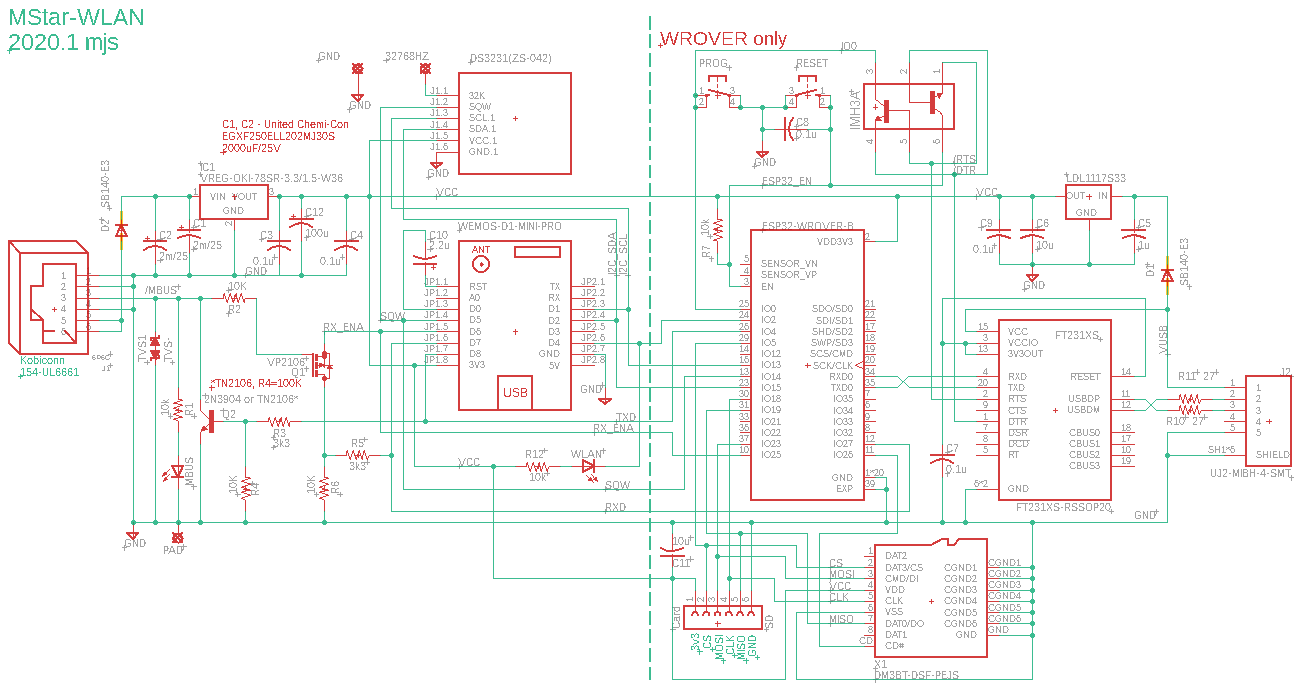 MStar-WLAN
2020.1 mjs
WROVER only
GND
GND
32768HZ
DS3231(ZS-042)
J1.1 32K
J1.2 SQW
J1.3 SCL.1
J1.4 SDA.1
J1.5 VCC.1
J1.6 GND.1
GND
C1, C2 - United Chemi-Con
EGXF250ELL202MJ30S
2000uF/25V
IC1
VREG-OKI-78SR-3.3/1.5-W36
1 VIN VOUT 3
GND
2
D2
SB140-E3
C2
2m/25
C1
2m/25
C3
0.1u
C12
100u
C4
0.1u
GND
VCC
Kobiconn
154-UL6661
1
2
3
4
5
6
J1
/MBUS
10K
R2
TVS1
TVS-
VP2106
Q1
*TN2106, R4=100K
2N3904 or TN2106*
Q2
10k
R1
MBUS
R3
3k3
10K
R4
10K
R6
R5
3k3
GND
PAD
WEMOS-D1-MINI-PRO
C10
2.2u
ANT
USB
JP1.1 RST
JP1.2 A0
JP1.3 D0
JP1.4 D5
JP1.5 D6
JP1.6 D7
JP1.7 D8
JP1.8 3V3
TX JP2.1
RX JP2.2
D1 JP2.3
D2 JP2.4
D3 JP2.5
D4 JP2.6
GND JP2.7
5V JP2.8
SQW
RX_ENA
I2C_SDA
I2C_SCL
GND
TXD
RX_ENA
VCC
R12
10k
WLAN
SQW
RXD
PROG
RESET
1
2
3
4
3
4
1
2
C8
0.1u
GND
IO0
IMH3A
3
2
1
4
5
6
/RTS
/DTR
ESP32_EN
VCC
R7
10k
ESP32-WROVER-B
VDD3V3 2
5 SENSOR_VN
4 SENSOR_VP
3 EN
25 IO0
24 IO2
26 IO4
29 IO5
14 IO12
16 IO13
13 IO14
23 IO15
30 IO18
31 IO19
33 IO21
36 IO22
37 IO23
10 IO25
SDO/SD0 21
SDI/SD1 22
SHD/SD2 17
SWP/SD3 18
SCS/CMD 19
SCK/CLK 20
RXD0 34
TXD0 35
IO35 7
IO34 6
IO33 9
IO32 8
IO27 12
IO26 11
GND 1*20
EXP 39
LDL1117S33
OUT IN
GND
C9
0.1u
C6
10u
C5
1u
GND
D1
SB140-E3
VUSB
FT231XS
15 VCC
3 VCCIO
13 3V3OUT
4 RXD
20 TXD
2 RTS
9 CTS
1 DTR
7 DSR
8 DCD
5 RT
6*2 GND
RESET 14
USBDP 11
USBDM 12
CBUS0 18
CBUS1 17
CBUS2 10
CBUS3 19
FT231XS-RSSOP20
C7
0.1u
R11 27
R10 27
J2
1
2
3
4
5
SH1*6 SHIELD
UJ2-MIBH-4-SMT
GND
10u
C11
Card
SD
1
2
3
4
5
6
3v3
CS
MOSI
CLK
MISO
GND
CS
MOSI
VCC
CLK
MISO
CD
1 DAT2
2 DAT3/CS
3 CMD/DI
4 VDD
5 CLK
6 VSS
7 DAT0/DO
8 DAT1
CD#
CGND1 CGND1
CGND2 CGND2
CGND3 CGND3
CGND4 CGND4
CGND5 CGND5
CGND6 CGND6
GND GND
X1
DM3BT-DSF-PEJS